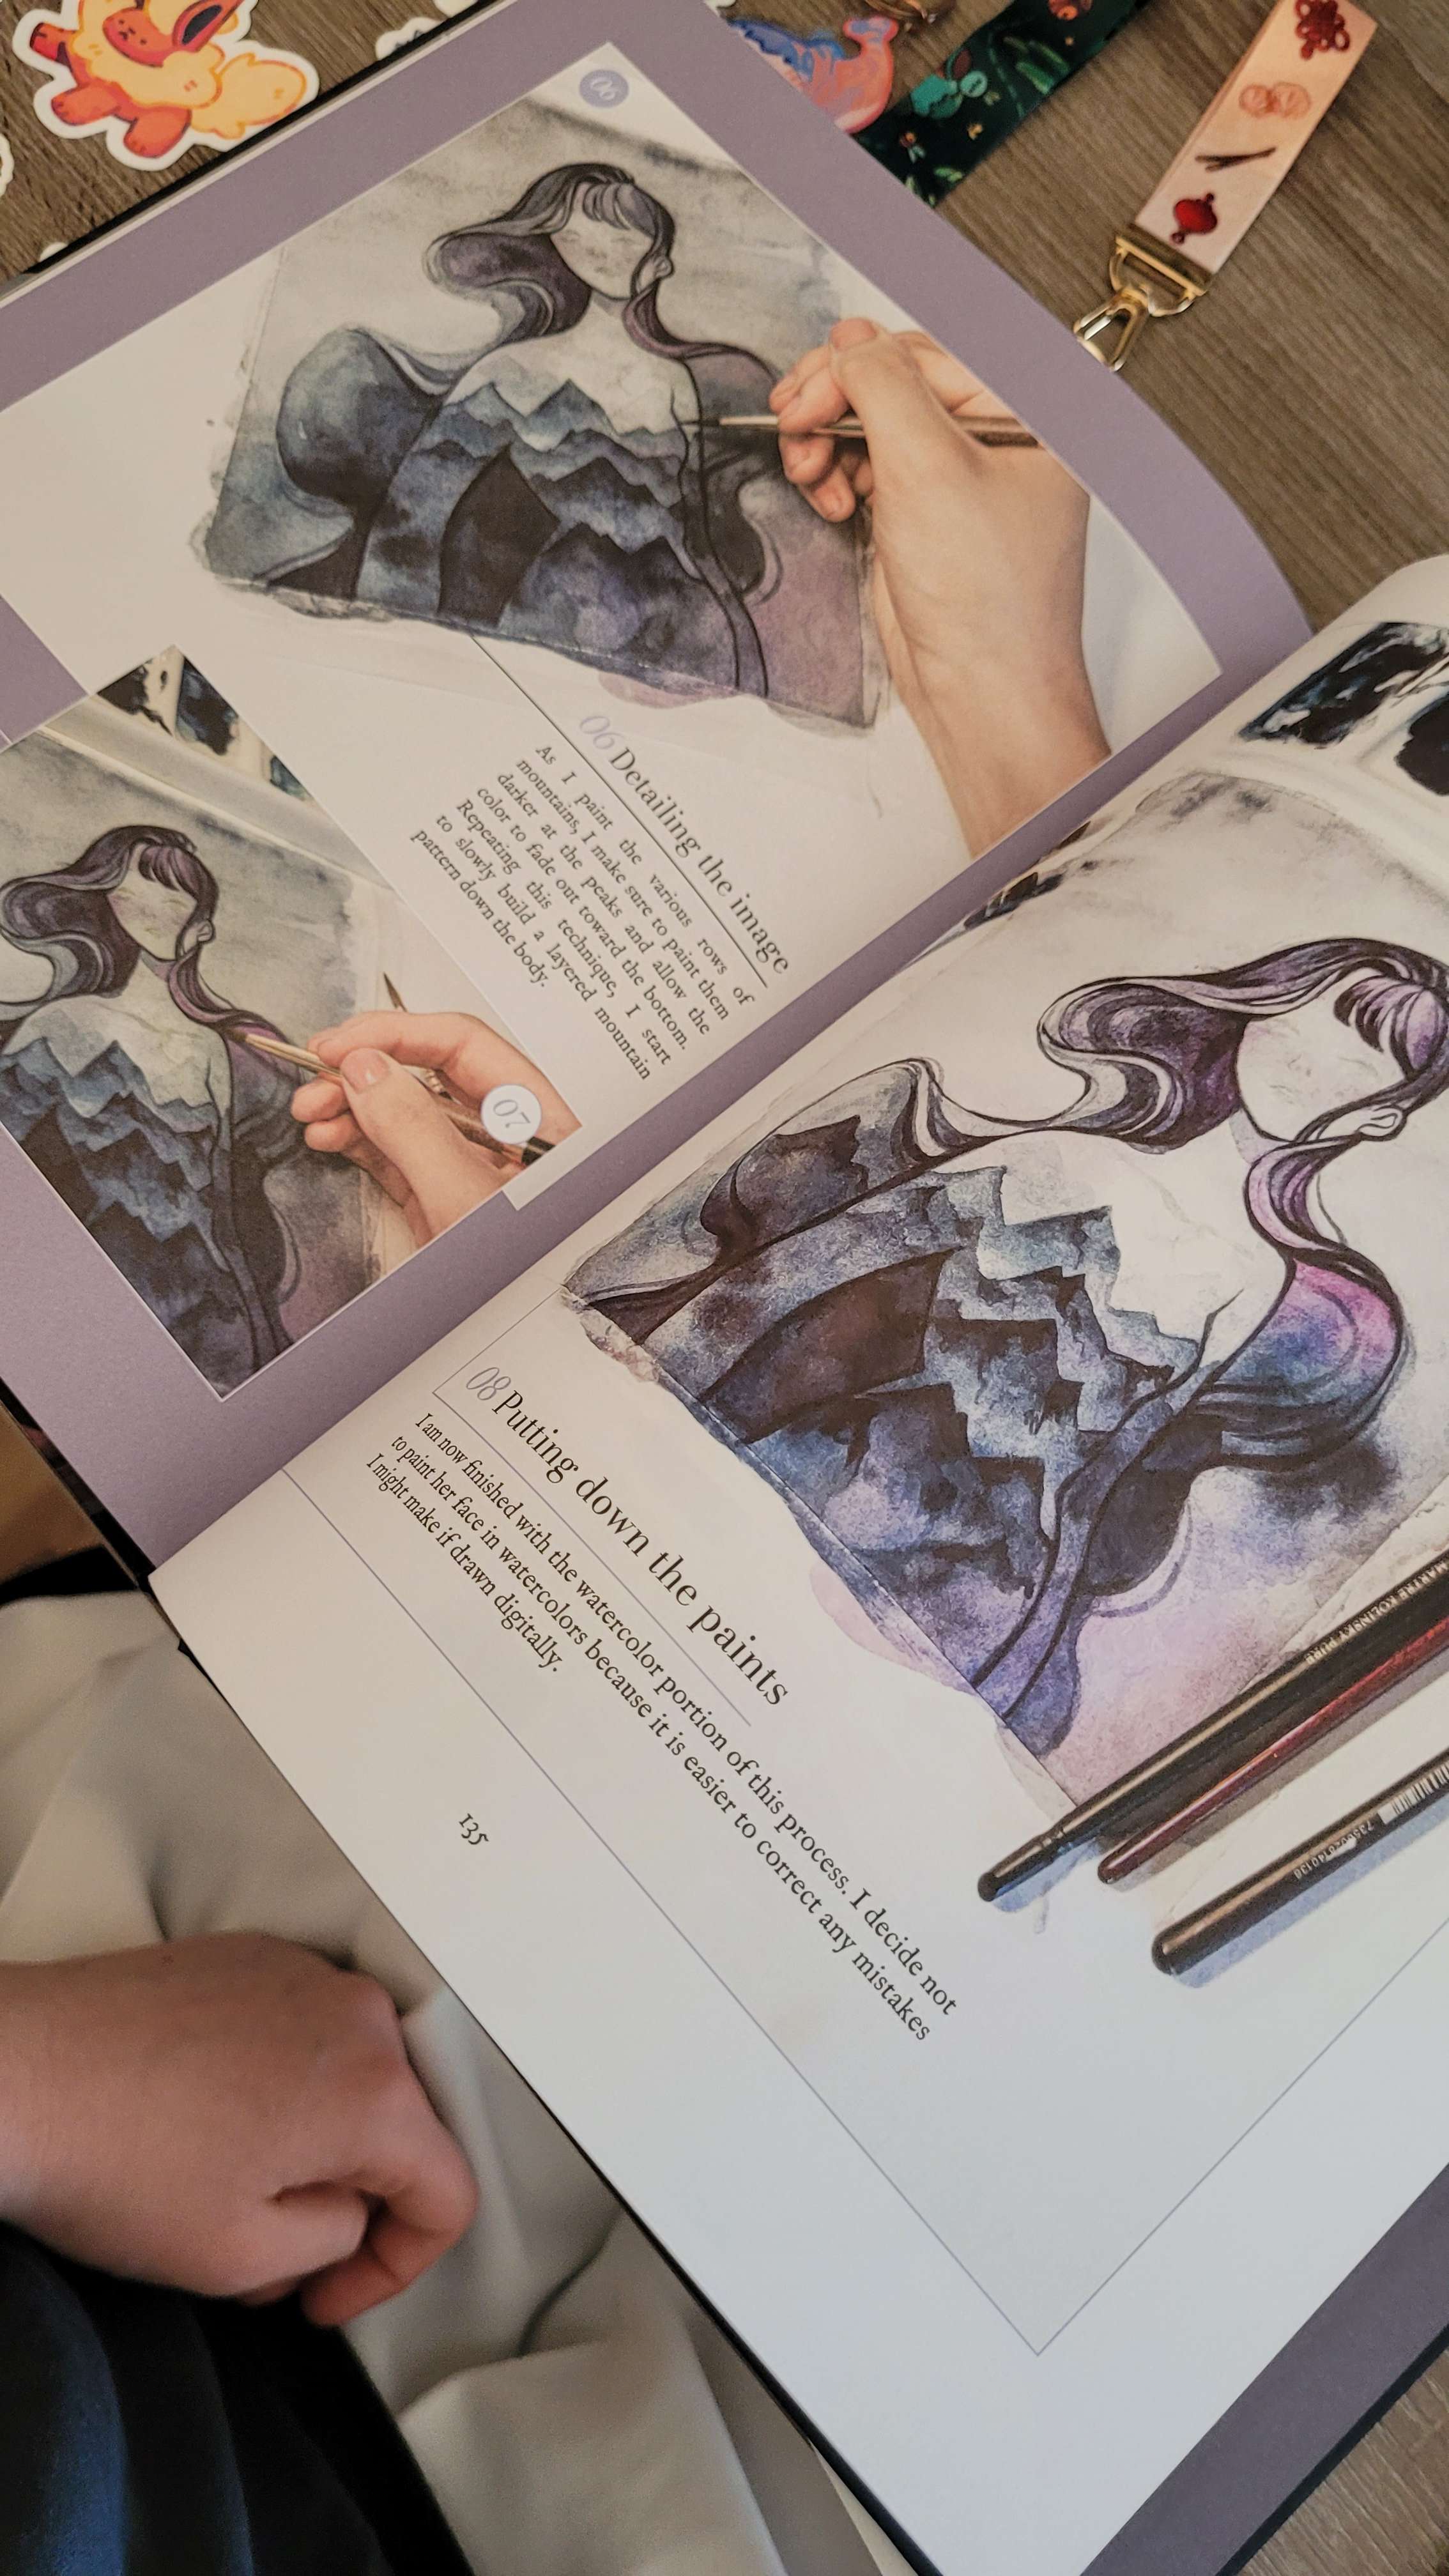 06
06 Detailing the image
As I paint the various rows of
mountains, I make sure to paint them
darker at the peaks and allow the
color to fade out toward the bottom.
Repeating this technique, I start
to slowly build a layered mountain
pattern down the body.
07
08 Putting down the paints
I am now finished with the watercolor portion of this process. I decide not
to paint her face in watercolors because it is easier to correct any mistakes
I might make if drawn digitally.
135